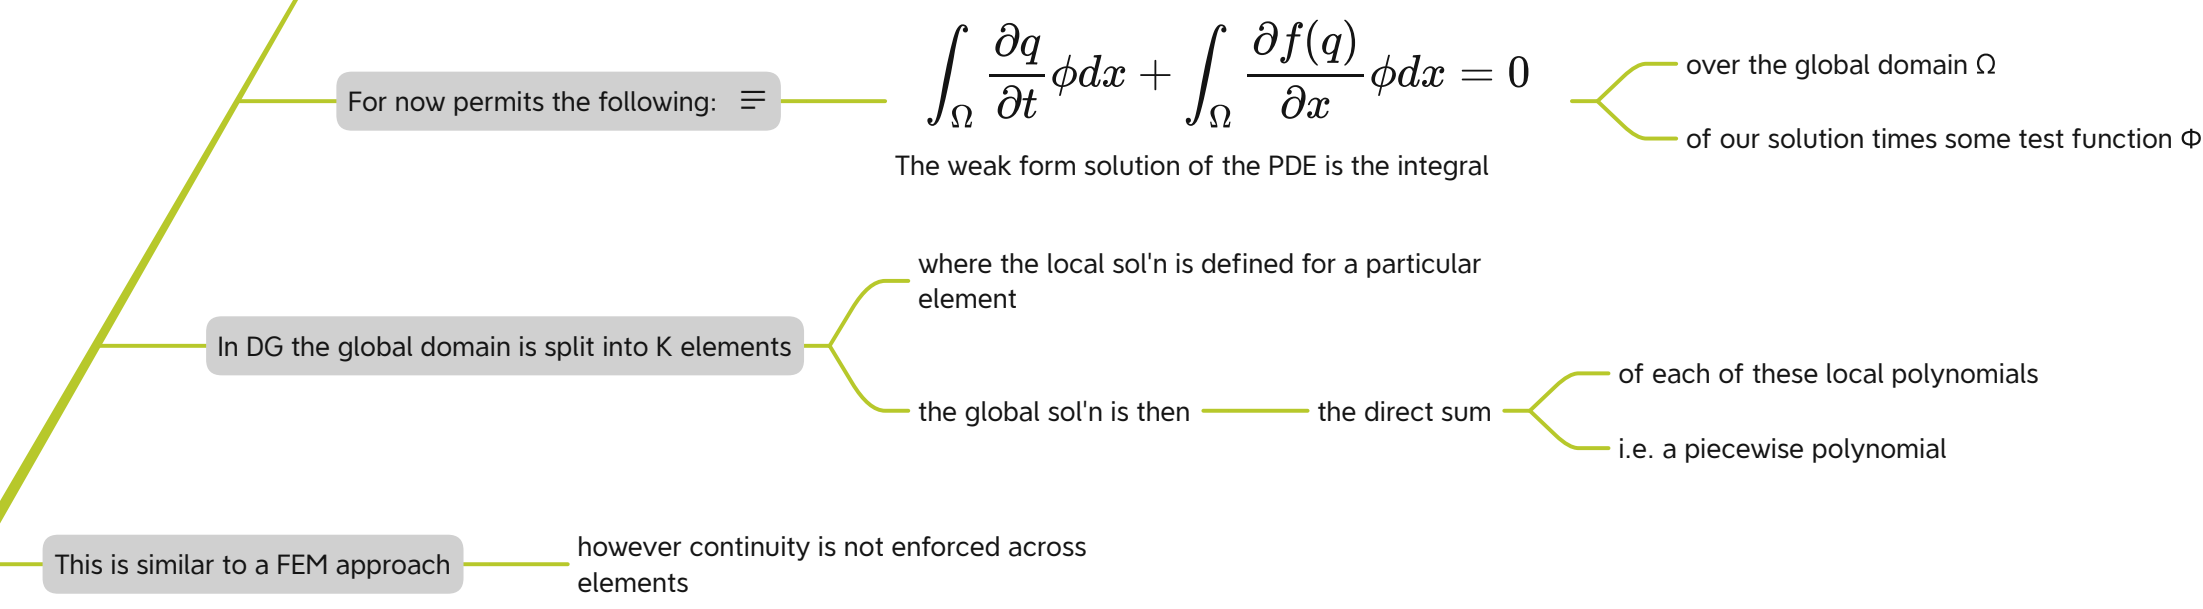 For now permits the following:
∫_Ω ∂q/∂t ϕdx + ∫_Ω ∂f(q)/∂x ϕdx = 0
The weak form solution of the PDE is the integral
over the global domain Ω
of our solution times some test function Φ
In DG the global domain is split into K elements
where the local sol'n is defined for a particular
element
the global sol'n is then
the direct sum
of each of these local polynomials
i.e. a piecewise polynomial
This is similar to a FEM approach
however continuity is not enforced across
elements